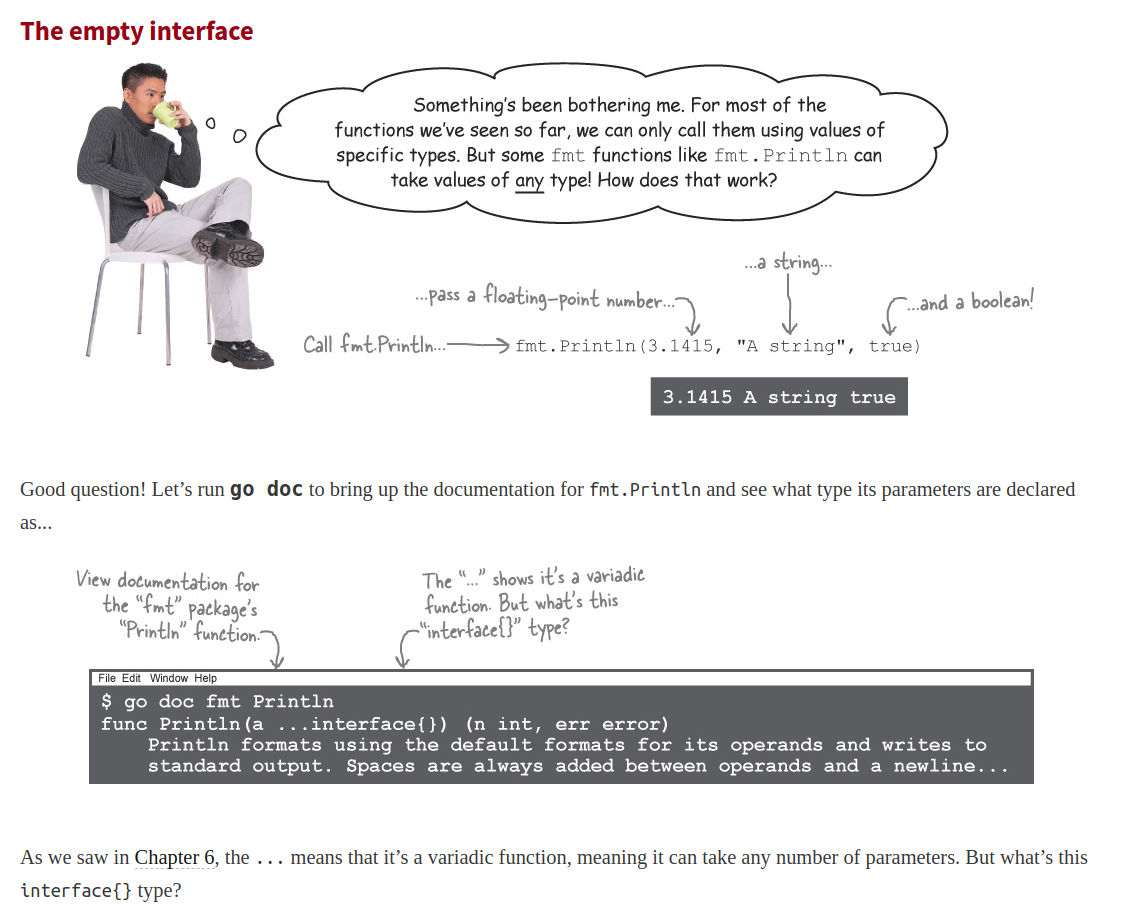 The empty interface
Something's been bothering me. For most of the
functions we've seen so far, we can only call them using values of
specific types. But some fmt functions like fmt.Println can
take values of any type! How does that work?
...a string...
...pass a floating-point number...
...and a boolean!
Call fmt.Println...
fmt.Println(3.1415, "A string", true)
3.1415 A string true
Good question! Let’s run go doc to bring up the documentation for fmt.Println and see what type its parameters are declared
as...
View documentation for
the “fmt” package's
“Println” function.
The “...” shows it's a variadic
function. But what's this
“interface{}” type?
File Edit Window Help
$ go doc fmt Println
func Println(a ...interface{}) (n int, err error)
Println formats using the default formats for its operands and writes to
standard output. Spaces are always added between operands and a newline...
As we saw in Chapter 6, the ... means that it’s a variadic function, meaning it can take any number of parameters. But what’s this
interface{} type?